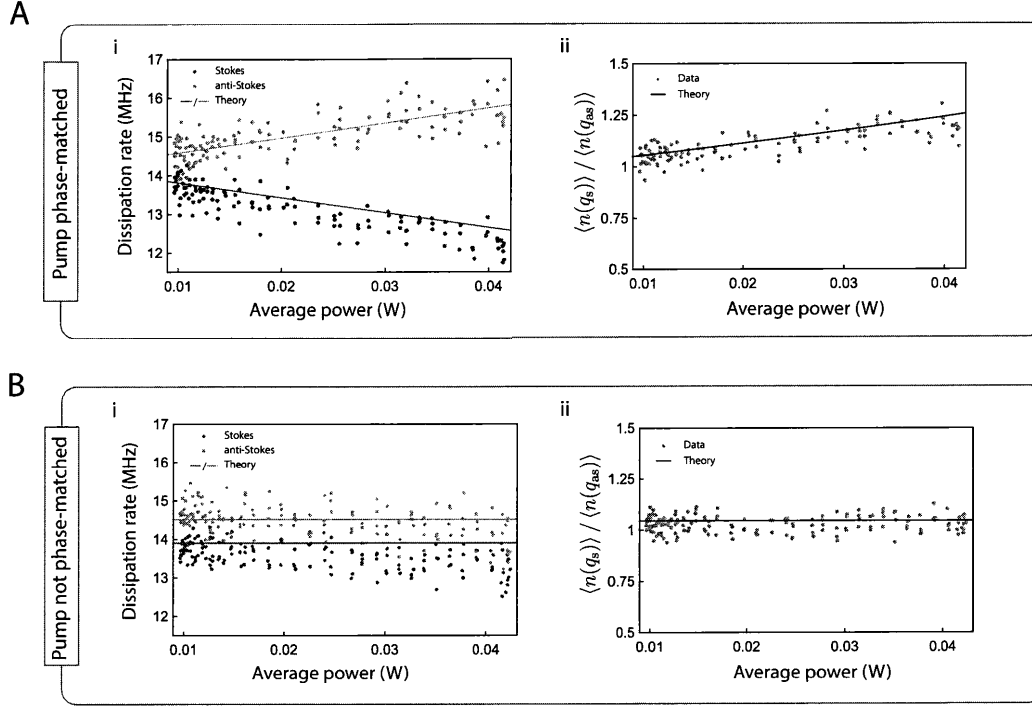 A
Pump phase-matched
i
Dissipation rate (MHz)
17
16
15
14
13
12
Stokes
anti-Stokes
Theory
0.01
0.02
0.03
0.04
Average power (W)
ii
⟨n(q_s)⟩ / ⟨n(q_as)⟩
1.5
1.25
1
0.75
0.5
Data
Theory
0.01
0.02
0.03
0.04
Average power (W)
B
Pump not phase-matched
i
Dissipation rate (MHz)
17
16
15
14
13
12
Stokes
anti-Stokes
Theory
0.01
0.02
0.03
0.04
Average power (W)
ii
⟨n(q_s)⟩ / ⟨n(q_as)⟩
1.5
1.25
1
0.75
0.5
Data
Theory
0.01
0.02
0.03
0.04
Average power (W)